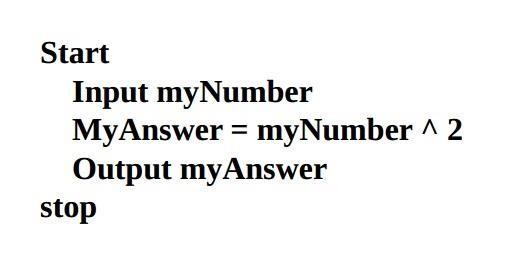 Start
Input myNumber
MyAnswer = myNumber ^ 2
Output myAnswer
stop